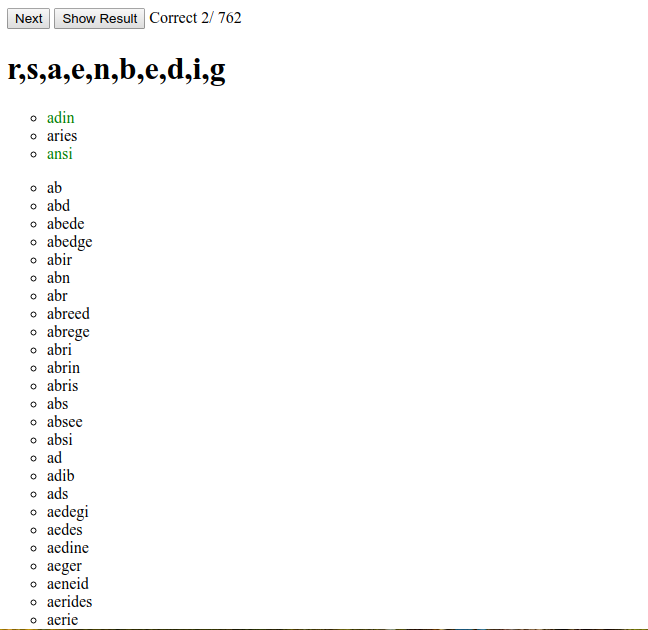 Next Show Result Correct 2/ 762
r,s,a,e,n,b,e,d,i,g
adin
aries
ansi
ab
abd
abede
abedge
abir
abn
abr
abreed
abrege
abri
abrin
abris
abs
absee
absi
ad
adib
ads
aedegi
aedes
aedine
aeger
aeneid
aerides
aerie